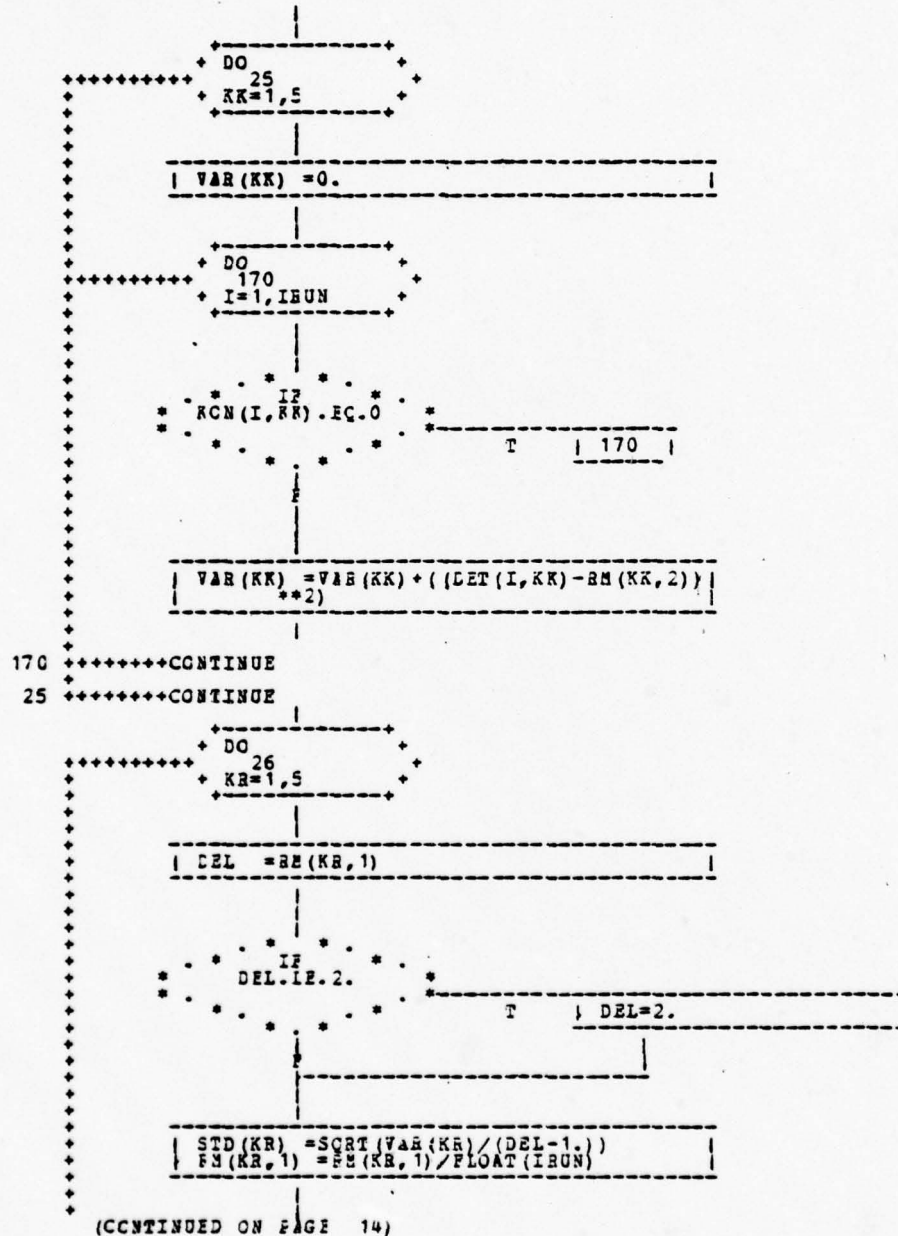 DO
25
KK=1,5
VAR(KK) =0.
DO
170
I=1,IRUN
IF
KCN(I,KK).EQ.0
T | 170 |
F
VAR(KK) =VAR(KK)+((DET(I,KK)-RM(KK,2))
**2)
170 ++++++++CONTINUE
25 ++++++++CONTINUE
DO
26
KR=1,5
DEL =RM(KR,1)
IF
DEL.LE.2.
T | DEL=2.
F
STD(KR) =SQRT(VAR(KR)/(DEL-1.))
RM(KR,1) =RM(KR,1)/FLOAT(IRUN)
(CONTINUED ON PAGE 14)